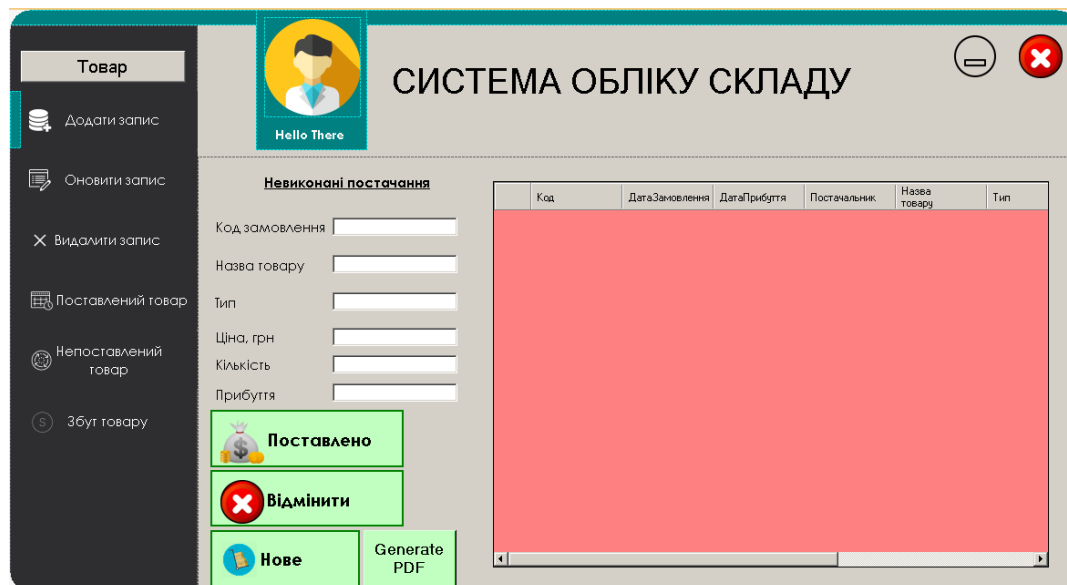 Товар
Додати запис
Оновити запис
Видалити запис
Поставлений товар
Непоставлений
товар
S
Збут товару
Hello There
СИСТЕМА ОБЛІКУ СКЛАДУ
Невиконані постачання
Код замовлення
Назва товару
Тип
Ціна, грн
Кількість
Прибуття
$
Поставлено
Відмінити
Нове
Generate
PDF
Код ДатаЗамовлення ДатаПрибуття Постачальник Назва товару Тип